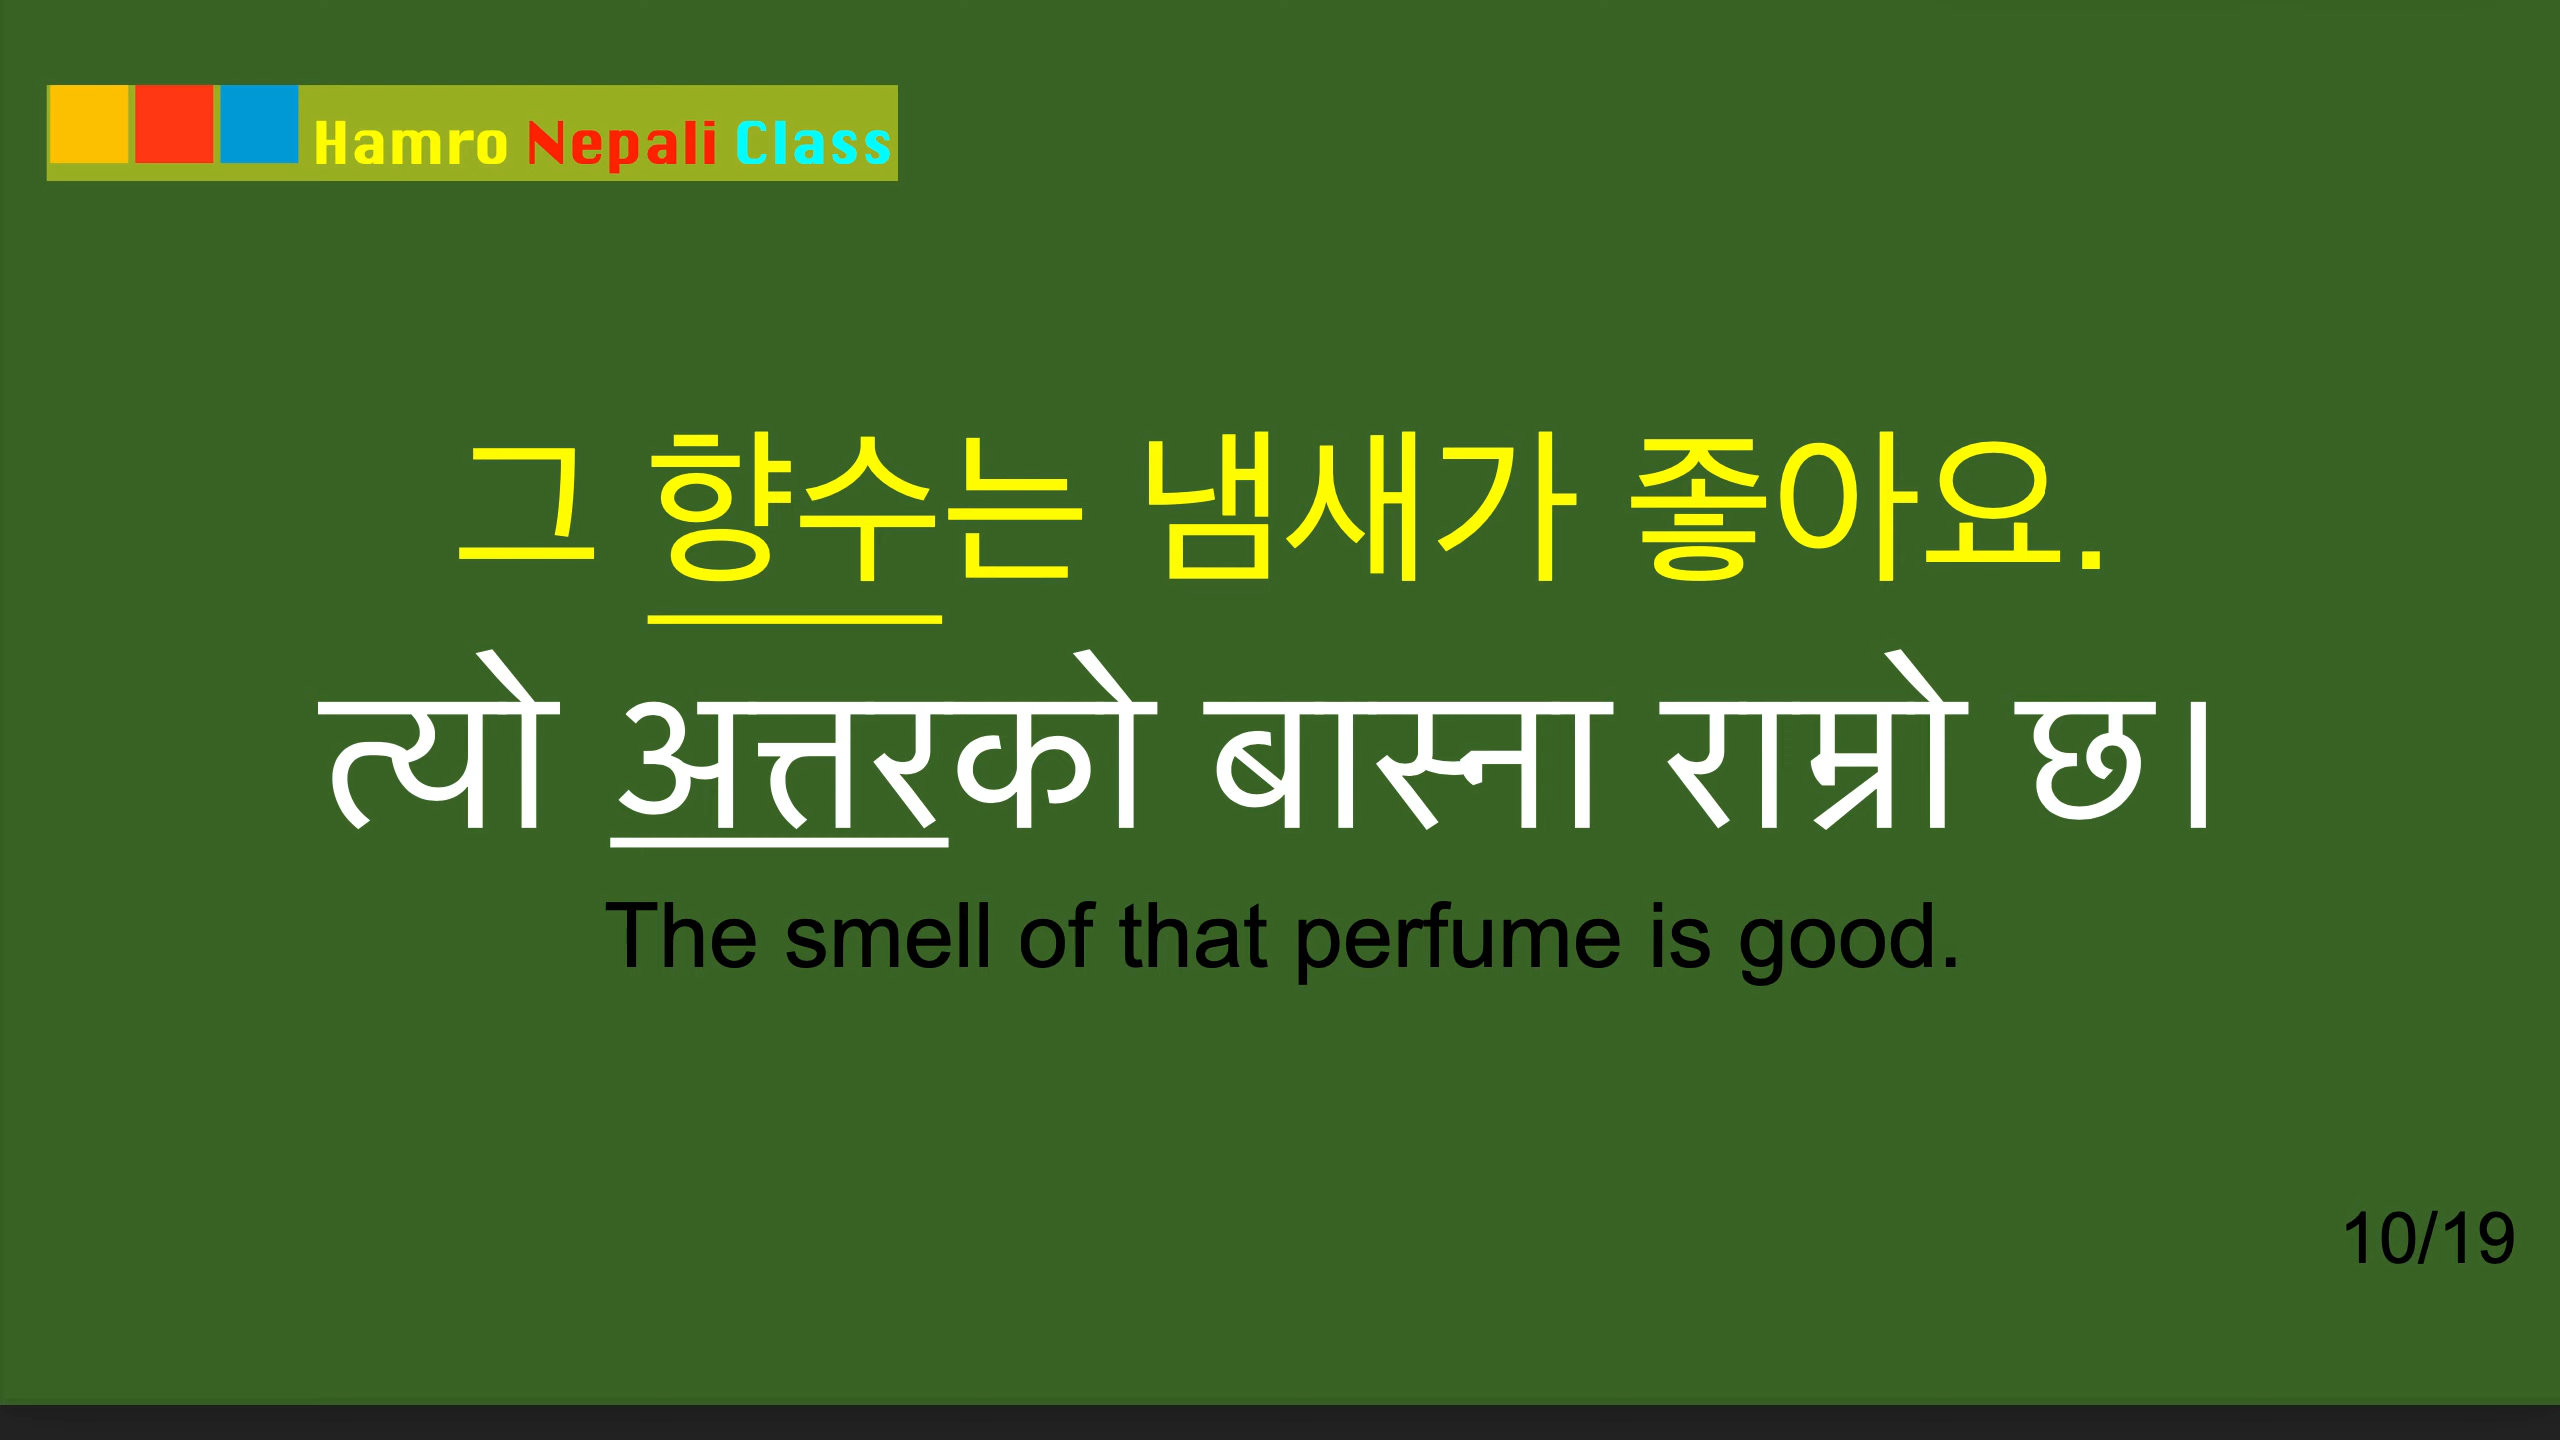 Hamro Nepali Class
그 향수는 냄새가 좋아요.
त्यो अत्तरको बास्ना राम्रो छ।
The smell of that perfume is good.
10/19